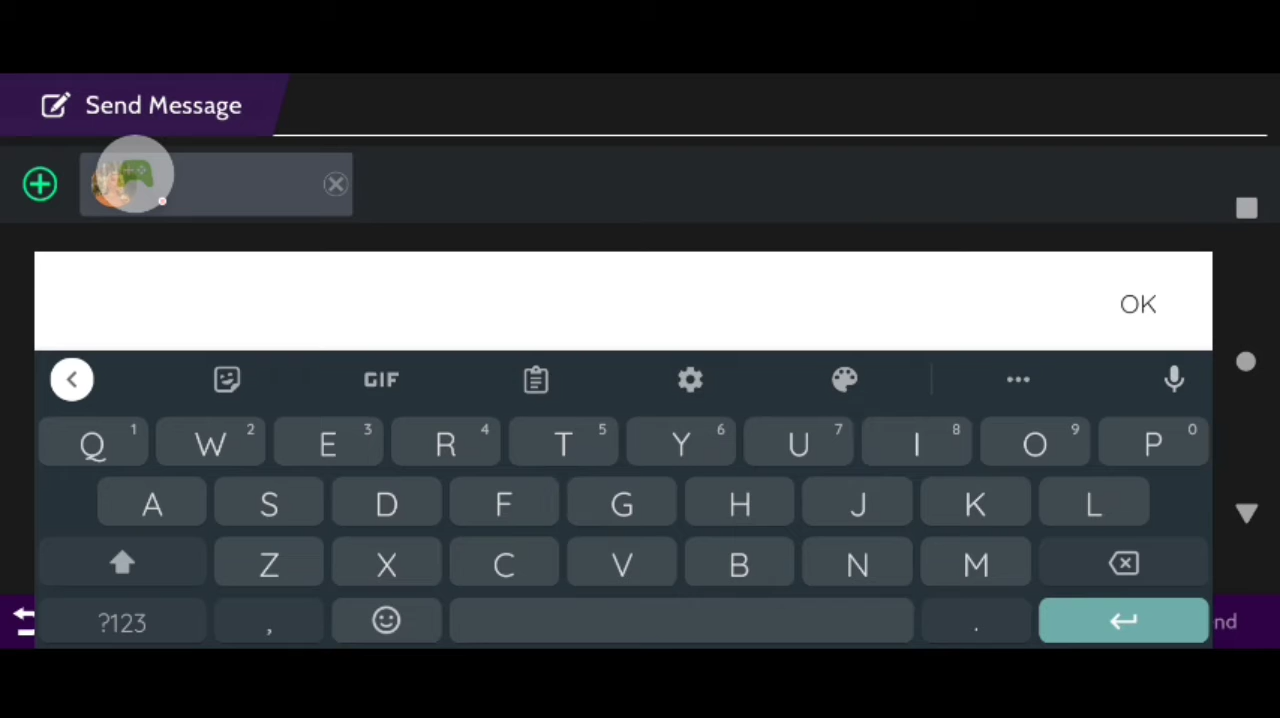 Send Message
OK
GIF
Q 1 W 2 E 3 R 4 T 5 Y 6 U 7 I 8 O 9 P 0
A S D F G H J K L
Z X C V B N M
?123 , . nd